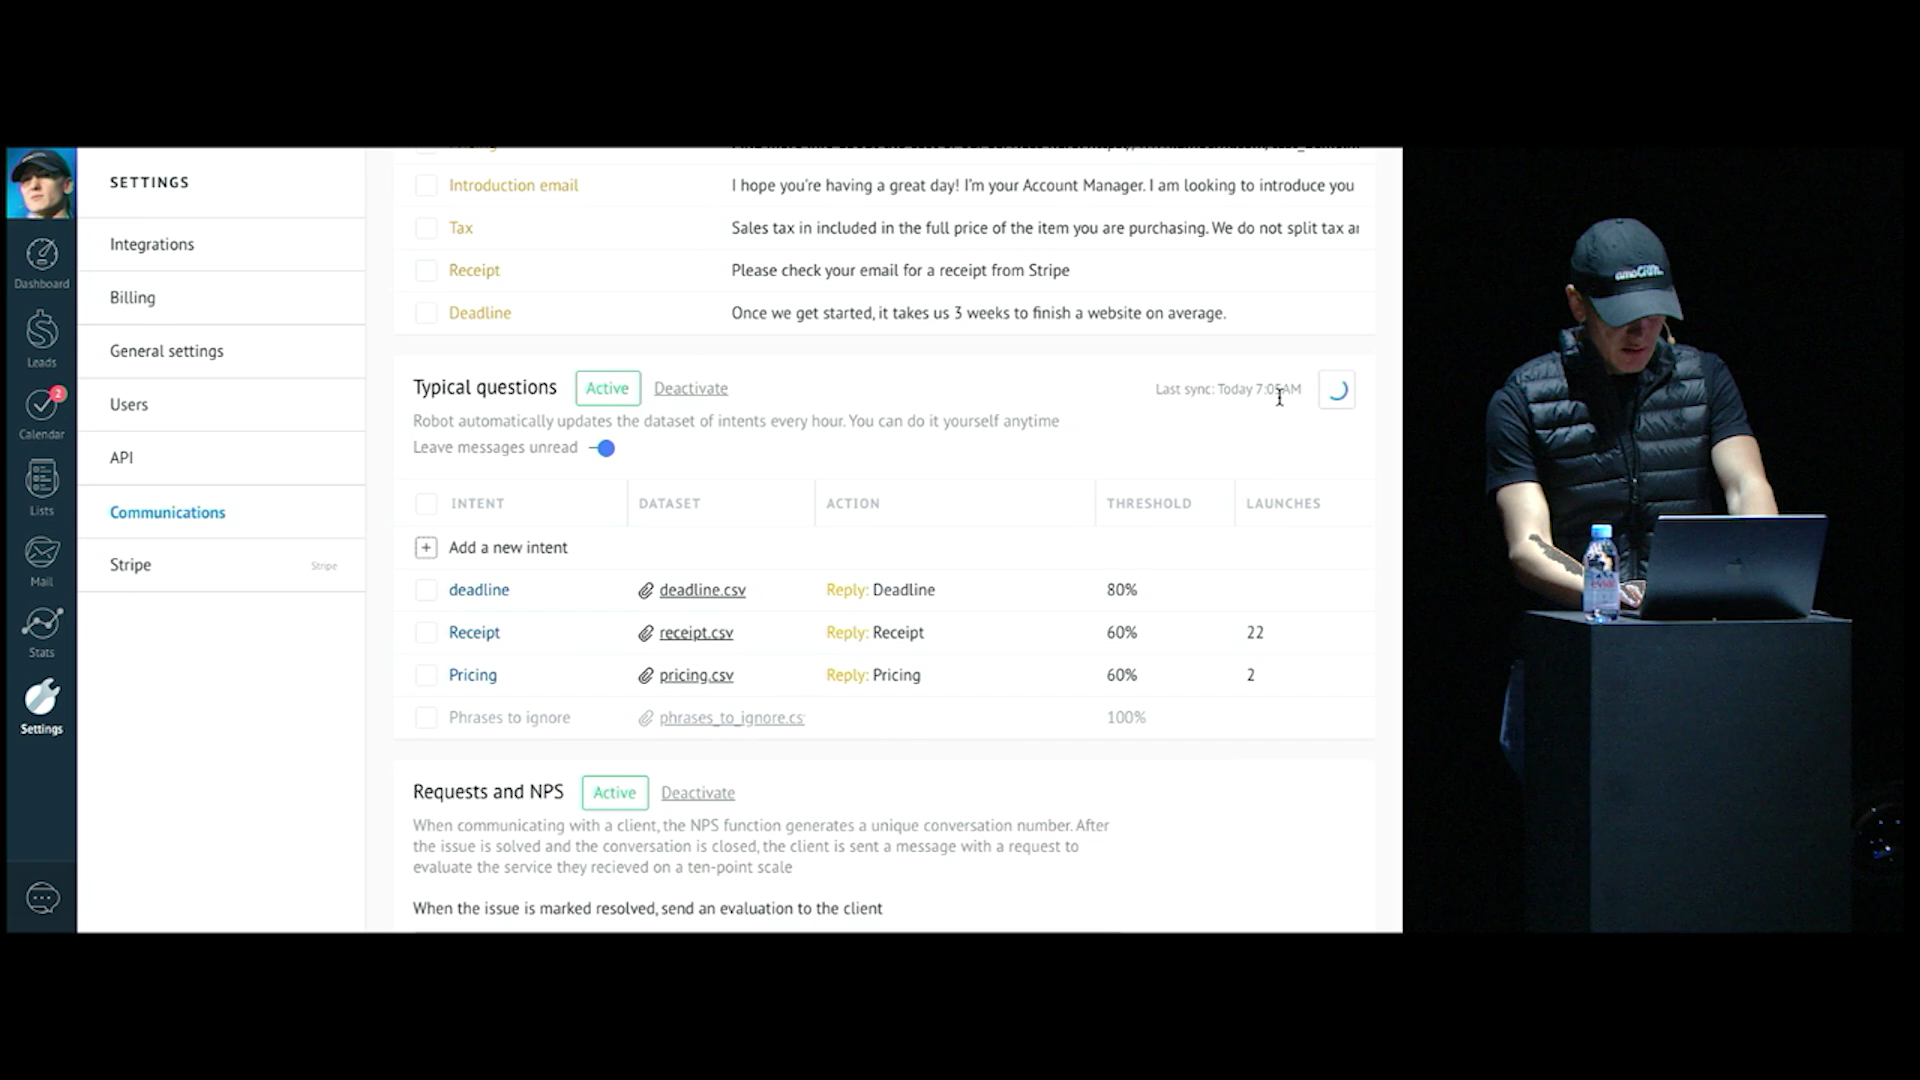 SETTINGS
Integrations
Billing
General settings
Users
API
Communications
Stripe Stripe
Dashboard
Leads
2
Calendar
Lists
Mail
Stats
Settings
Introduction email I hope you're having a great day! I'm your Account Manager. I am looking to introduce you
Tax Sales tax in included in the full price of the item you are purchasing. We do not split tax
Receipt Please check your email for a receipt from Stripe
Deadline Once we get started, it takes us 3 weeks to finish a website on average.
Typical questions Active Deactivate Last sync: Today 7:05AM
Robot automatically updates the dataset of intents every hour. You can do it yourself anytime
Leave messages unread
INTENT DATASET ACTION THRESHOLD LAUNCHES
+ Add a new intent
deadline deadline.csv Reply: Deadline 80%
Receipt receipt.csv Reply: Receipt 60% 22
Pricing pricing.csv Reply: Pricing 60% 2
Phrases to ignore phrases_to_ignore.cs 100%
Requests and NPS Active Deactivate
When communicating with a client, the NPS function generates a unique conversation number. After
the issue is solved and the conversation is closed, the client is sent a message with a request to
evaluate the service they recieved on a ten-point scale
When the issue is marked resolved, send an evaluation to the client
amoCRM.
evian